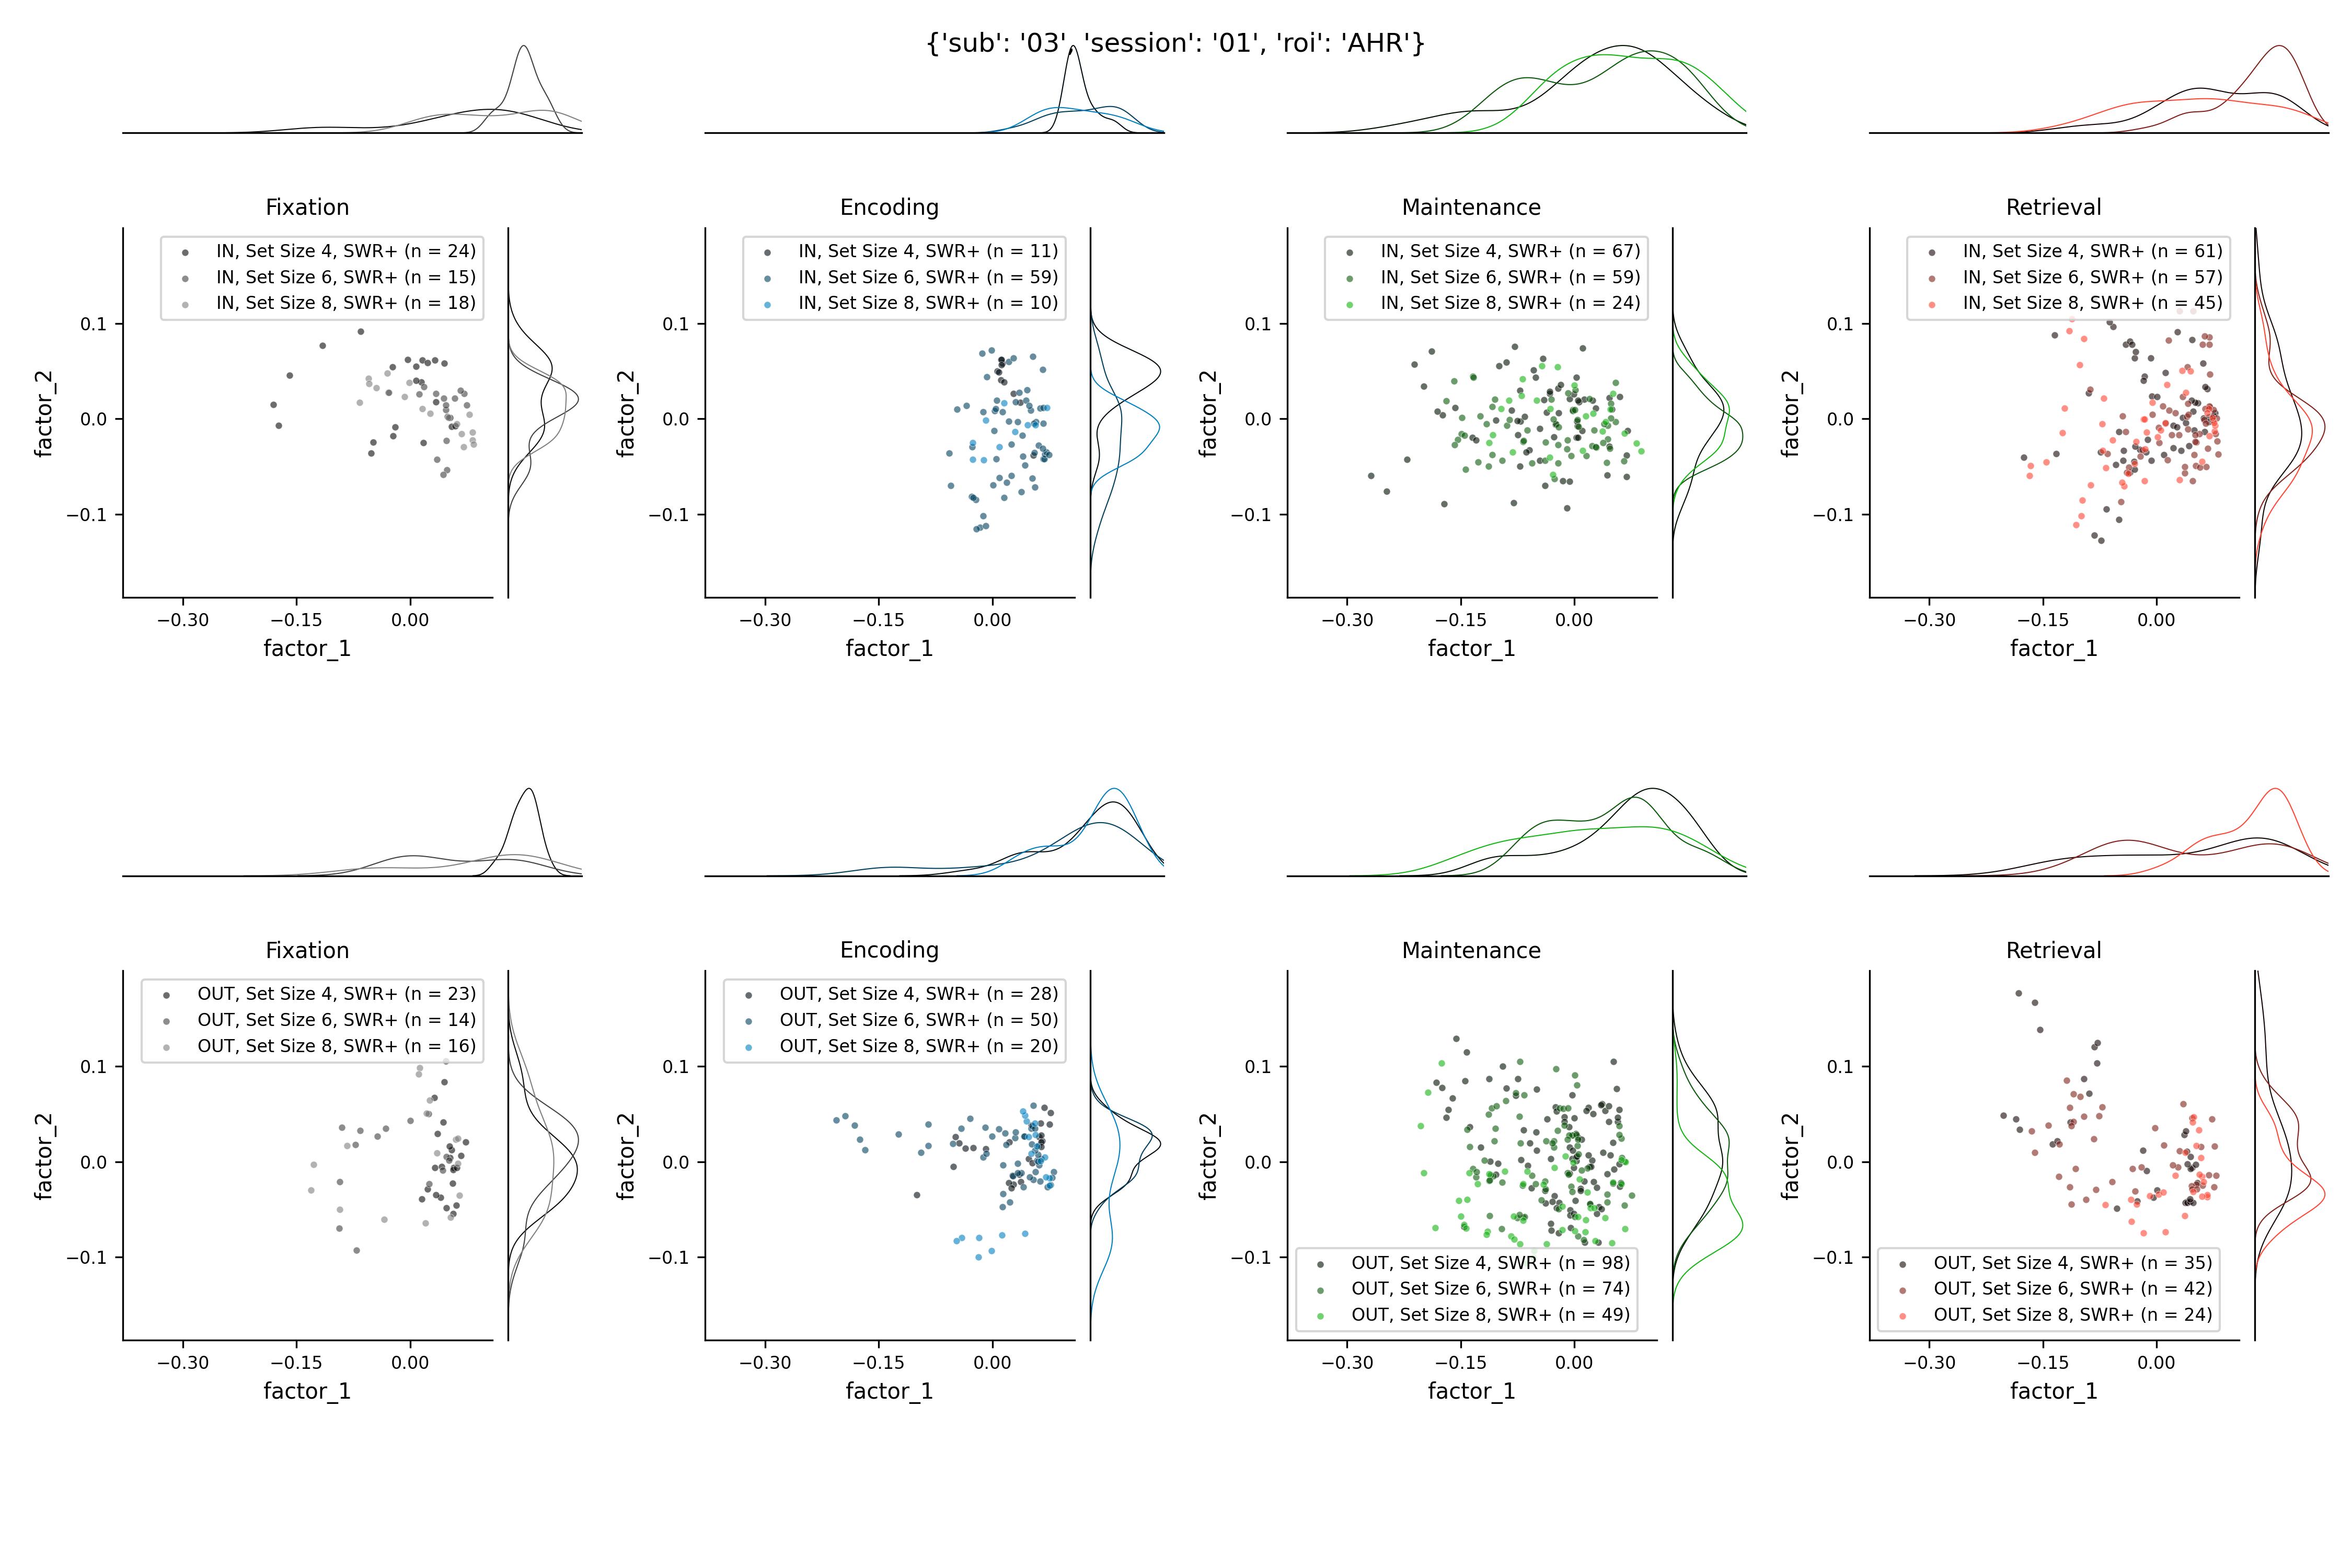 {'sub': '03', 'session': '01', 'roi': 'AHR'}
Fixation
IN, Set Size 4, SWR+ (n = 24)
IN, Set Size 6, SWR+ (n = 15)
IN, Set Size 8, SWR+ (n = 18)
0.1
0.0
−0.1
factor_2
−0.30
−0.15
0.00
factor_1
Encoding
IN, Set Size 4, SWR+ (n = 11)
IN, Set Size 6, SWR+ (n = 59)
IN, Set Size 8, SWR+ (n = 10)
0.1
0.0
−0.1
factor_2
−0.30
−0.15
0.00
factor_1
Maintenance
IN, Set Size 4, SWR+ (n = 67)
IN, Set Size 6, SWR+ (n = 59)
IN, Set Size 8, SWR+ (n = 24)
0.1
0.0
−0.1
factor_2
−0.30
−0.15
0.00
factor_1
Retrieval
IN, Set Size 4, SWR+ (n = 61)
IN, Set Size 6, SWR+ (n = 57)
IN, Set Size 8, SWR+ (n = 45)
0.1
0.0
−0.1
factor_2
−0.30
−0.15
0.00
factor_1
Fixation
OUT, Set Size 4, SWR+ (n = 23)
OUT, Set Size 6, SWR+ (n = 14)
OUT, Set Size 8, SWR+ (n = 16)
0.1
0.0
−0.1
factor_2
−0.30
−0.15
0.00
factor_1
Encoding
OUT, Set Size 4, SWR+ (n = 28)
OUT, Set Size 6, SWR+ (n = 50)
OUT, Set Size 8, SWR+ (n = 20)
0.1
0.0
−0.1
factor_2
−0.30
−0.15
0.00
factor_1
Maintenance
0.1
0.0
−0.1
factor_2
OUT, Set Size 4, SWR+ (n = 98)
OUT, Set Size 6, SWR+ (n = 74)
OUT, Set Size 8, SWR+ (n = 49)
−0.30
−0.15
0.00
factor_1
Retrieval
0.1
0.0
−0.1
factor_2
OUT, Set Size 4, SWR+ (n = 35)
OUT, Set Size 6, SWR+ (n = 42)
OUT, Set Size 8, SWR+ (n = 24)
−0.30
−0.15
0.00
factor_1